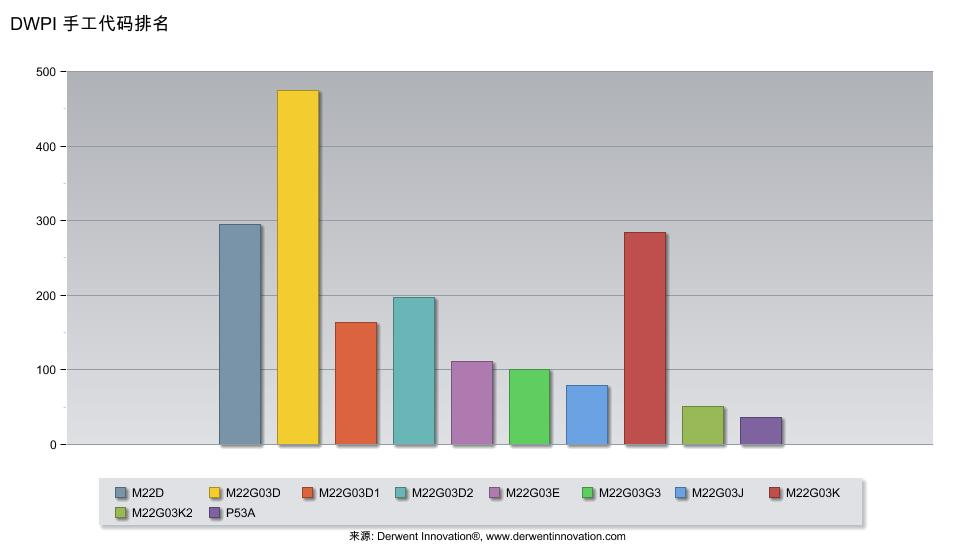 DWPI 手工代码排名
500
400
300
200
100
0
M22D M22G03D M22G03D1 M22G03D2 M22G03E M22G03G3 M22G03J M22G03K
M22G03K2 P53A
来源: Derwent Innovation®, www.derwentinnovation.com